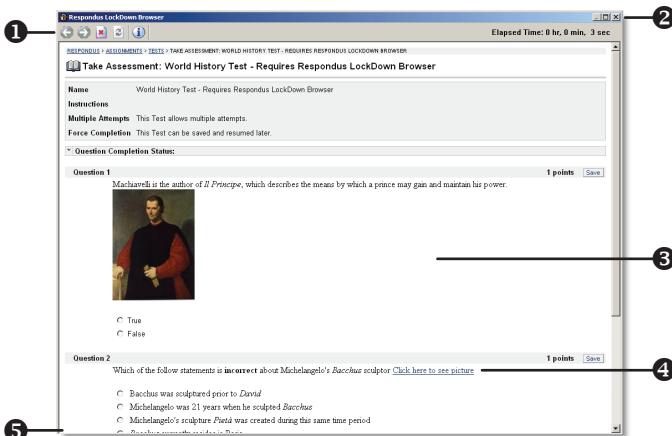 Respondus LockDown Browser
1
2
Elapsed Time: 0 hr, 0 min, 3 sec
RESPONDUS > ASSIGNMENTS > TESTS > TAKE ASSESSMENT: WORLD HISTORY TEST - REQUIRES RESPONDUS LOCKDOWN BROWSER
Take Assessment: World History Test - Requires Respondus LockDown Browser
Name World History Test - Requires Respondus LockDown Browser
Instructions
Multiple Attempts This Test allows multiple attempts.
Force Completion This Test can be saved and resumed later.
Question Completion Status:
Question 1 1 points Save
Machiavelli is the author of Il Principe, which describes the means by which a prince may gain and maintain his power.
3
True
False
Question 2 1 points Save
Which of the follow statements is incorrect about Michelangelo's Bacchus sculptor Click here to see picture
4
Bacchus was sculptured prior to David
Michelangelo was 21 years when he sculpted Bacchus
Michelangelo's sculpture Pietà was created during this same time period
5